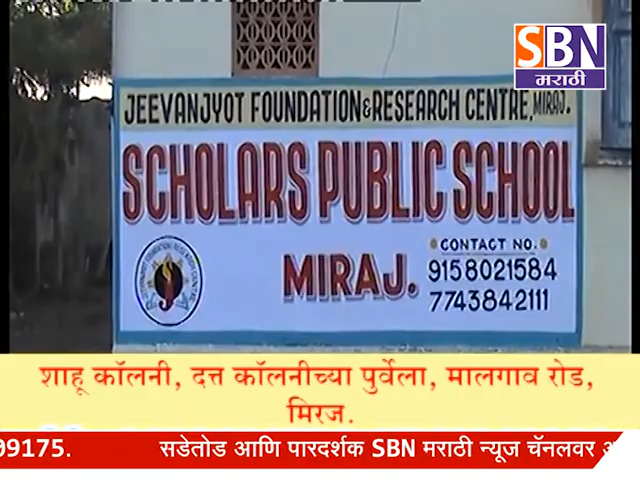 SBN
मराठी
JEEVANJYOT FOUNDATION & RESEARCH CENTRE, MIRAJ.
SCHOLARS PUBLIC SCHOOL
MIRAJ.
CONTACT NO.
9158021584
7743842111
शाहू कॉलनी, दत्त कॉलनीच्या पुर्वेला, मालगाव रोड,
मिरज.
99175. सडेतोड आणि पारदर्शक SBN मराठी न्यूज चॅनलवर